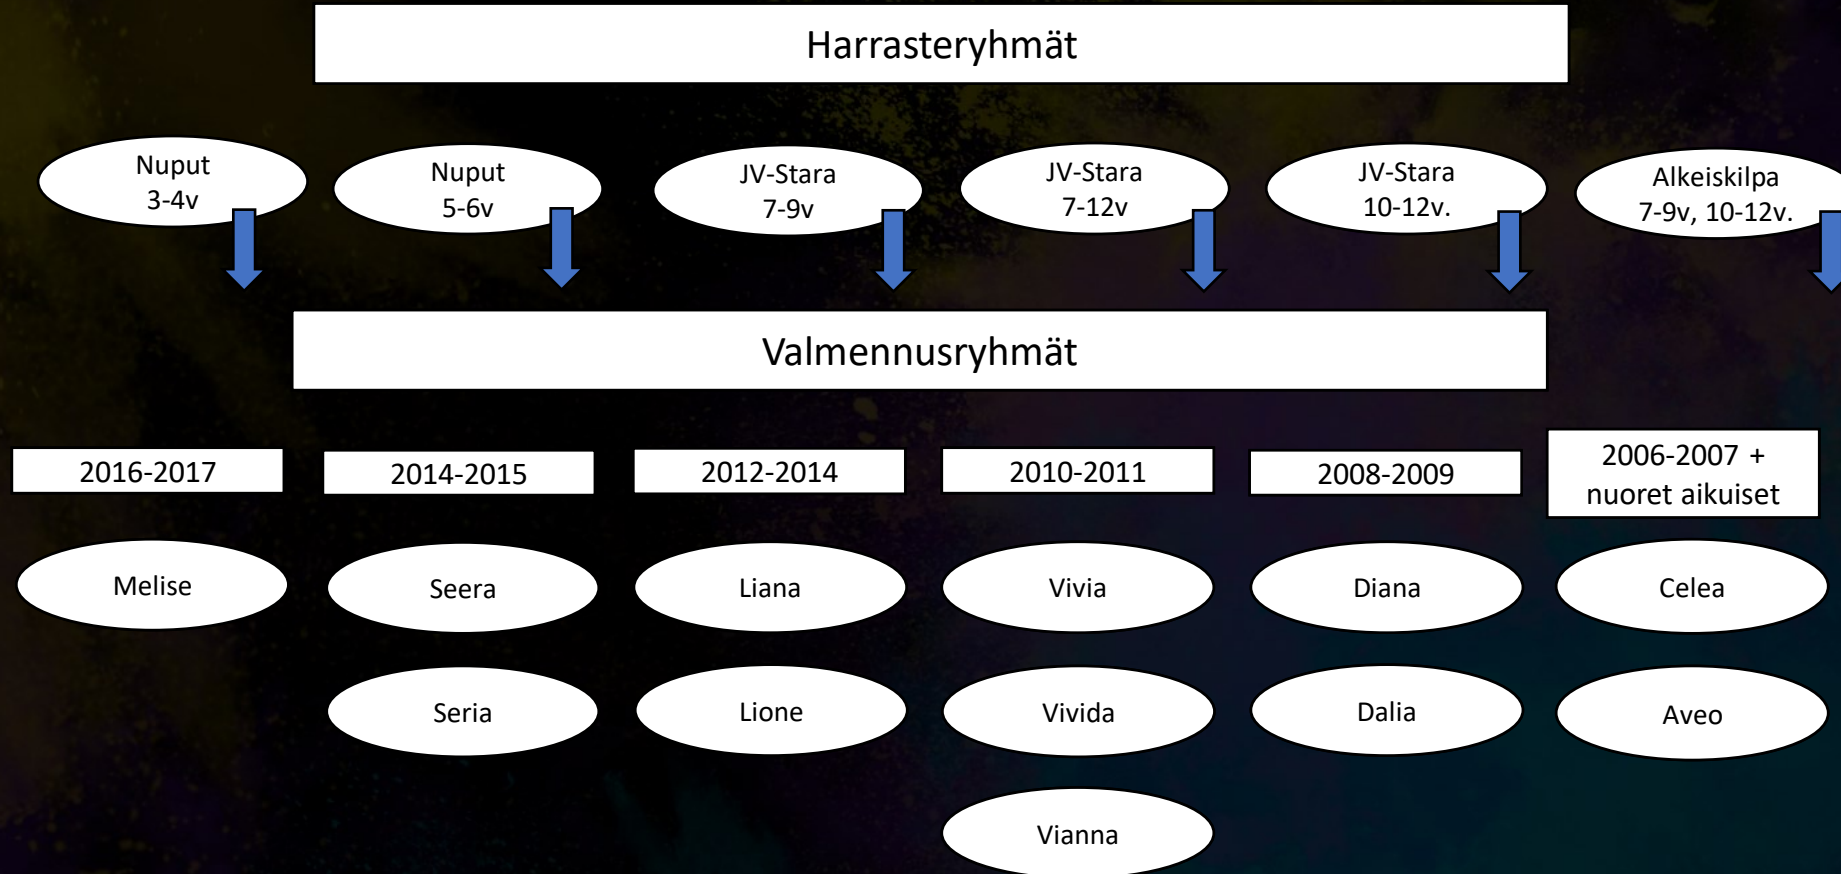 Harrasteryhmät
Nuput
3-4v
Nuput
5-6v
JV-Stara
7-9v
JV-Stara
7-12v
JV-Stara
10-12v.
Alkeiskilpa
7-9v, 10-12v.
Valmennusryhmät
2016-2017
2014-2015
2012-2014
2010-2011
2008-2009
2006-2007 +
nuoret aikuiset
Melise
Seera
Liana
Vivia
Diana
Celea
Seria
Lione
Vivida
Dalia
Aveo
Vianna